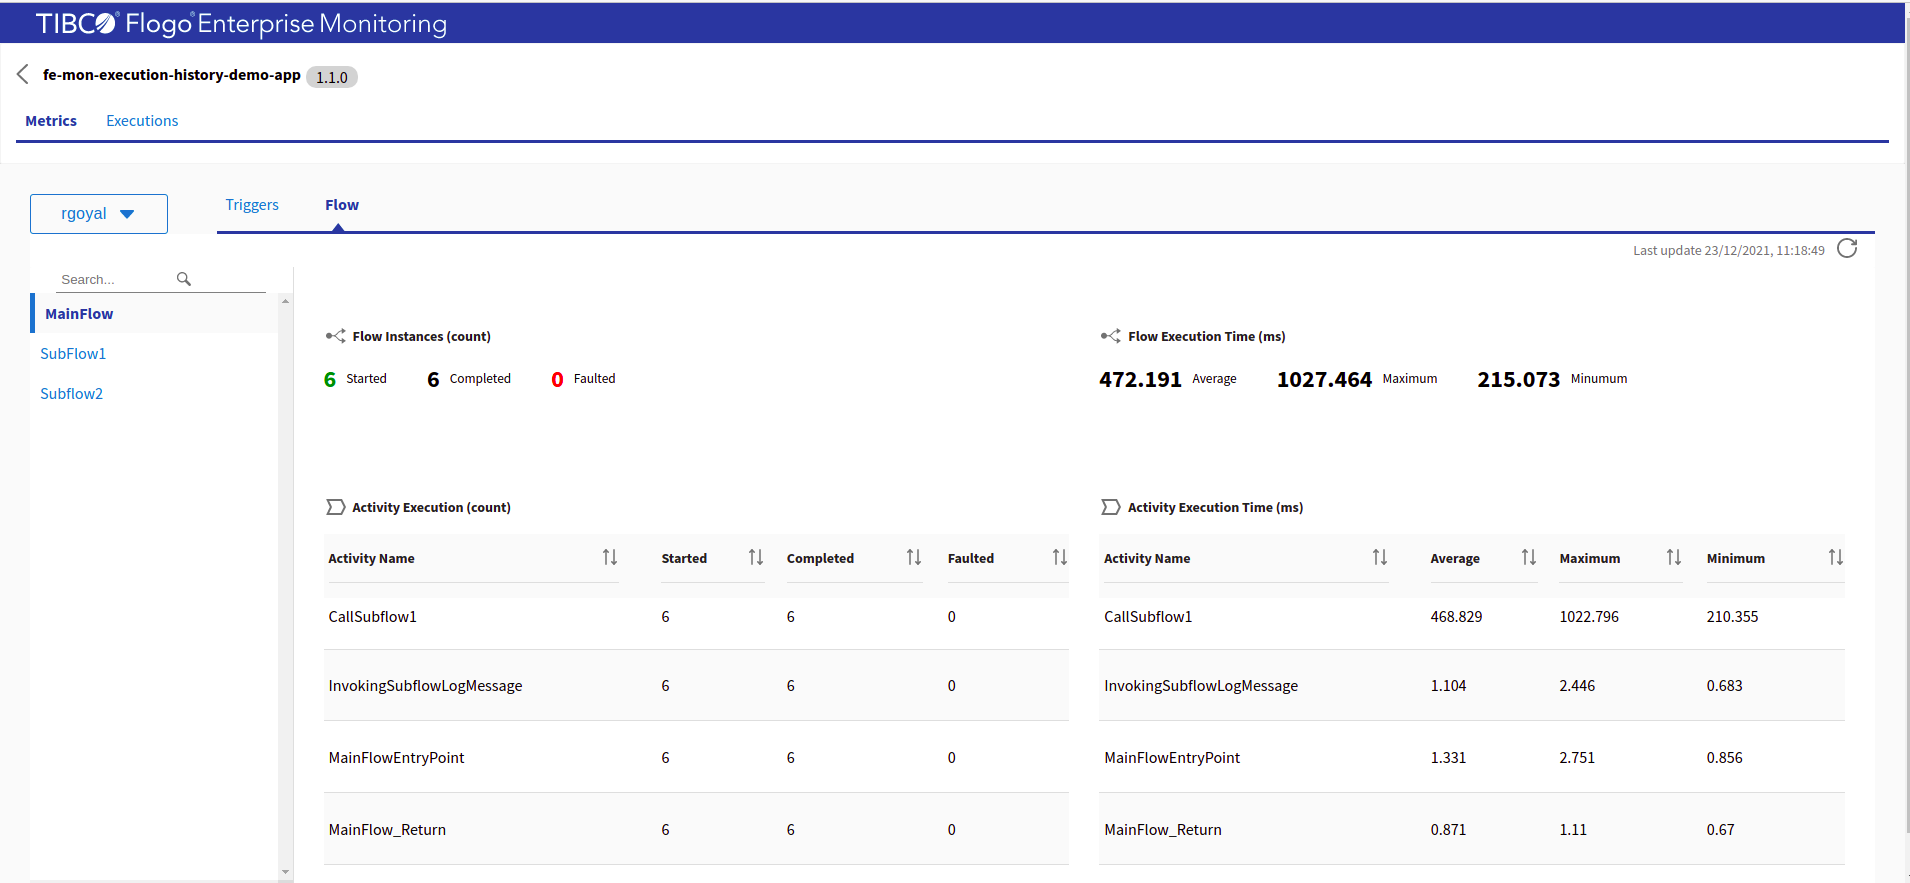 TIBCO® Flogo® Enterprise Monitoring
fe-mon-execution-history-demo-app 1.1.0
Metrics Executions
rgoyal Triggers Flow
Last update 23/12/2021, 11:18:49
Search...
MainFlow
SubFlow1
Subflow2
Flow Instances (count)
6 Started 6 Completed 0 Faulted
Flow Execution Time (ms)
472.191 Average 1027.464 Maximum 215.073 Minumum
Activity Execution (count)
Activity Name Started Completed Faulted
CallSubflow1 6 6 0
InvokingSubflowLogMessage 6 6 0
MainFlowEntryPoint 6 6 0
MainFlow_Return 6 6 0
Activity Execution Time (ms)
Activity Name Average Maximum Minimum
CallSubflow1 468.829 1022.796 210.355
InvokingSubflowLogMessage 1.104 2.446 0.683
MainFlowEntryPoint 1.331 2.751 0.856
MainFlow_Return 0.871 1.11 0.67